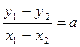 (y₁ − y₂)/(x₁ − x₂) = a